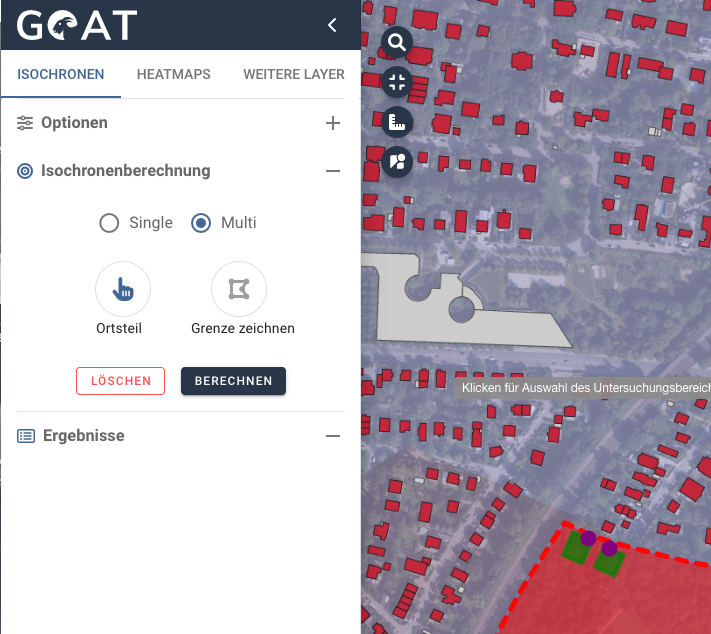 GOAT
ISOCHRONEN HEATMAPS WEITERE LAYER
Optionen
Isochronenberechnung
Single Multi
Ortsteil Grenze zeichnen
LÖSCHEN BERECHNEN
Klicken für Auswahl des Untersuchungsbereich
Ergebnisse